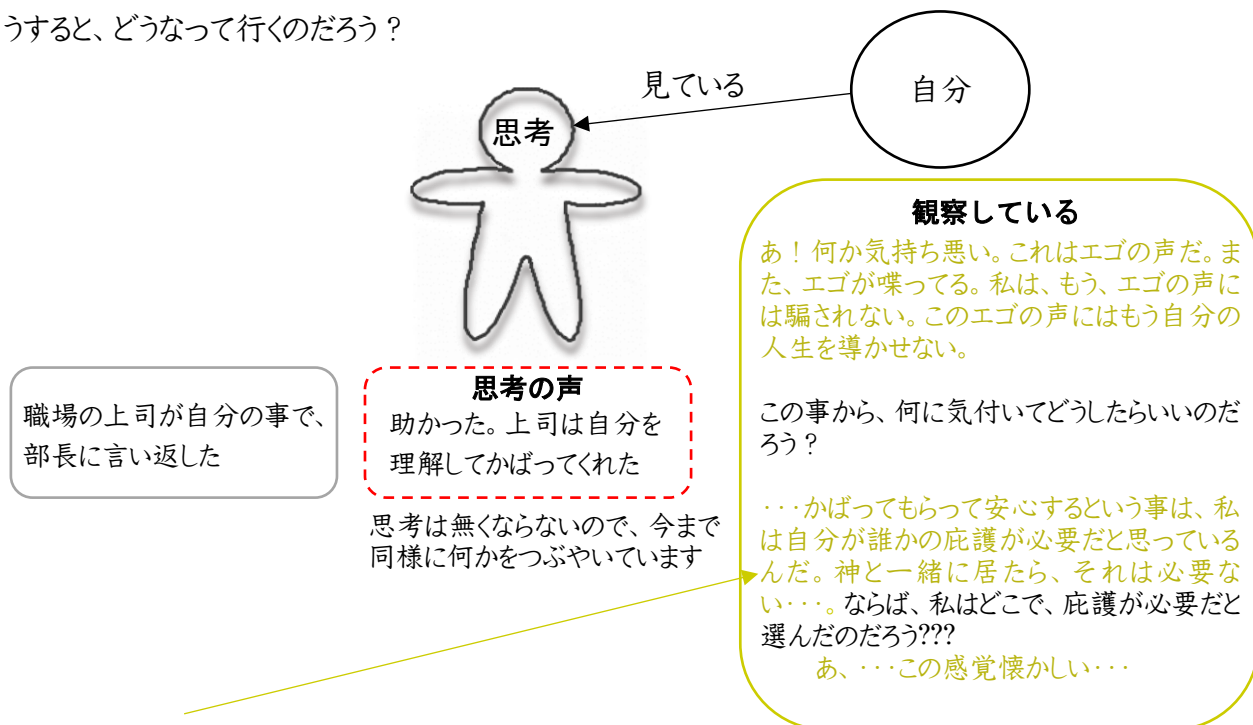 うすると、どうなって行くのだろう？
見ている
自分
思考
観察している
あ！何か気持ち悪い。これはエゴの声だ。ま
た、エゴが喋ってる。私は、もう、エゴの声に
は騙されない。このエゴの声にはもう自分の
人生を導かせない。
この事から、何に気付いてどうしたらいいのだ
ろう？
・・・かばってもらって安心するという事は、私
は自分が誰かの庇護が必要だと思っている
んだ。神と一緒に居たら、それは必要な
い・・・。ならば、私はどこで、庇護が必要だと
選んだのだろう???
あ、・・・この感覚懐かしい・・・
職場の上司が自分の事で、
部長に言い返した
思考の声
助かった。上司は自分を
理解してかばってくれた
思考は無くならないので、今まで
同様に何かをつぶやいています